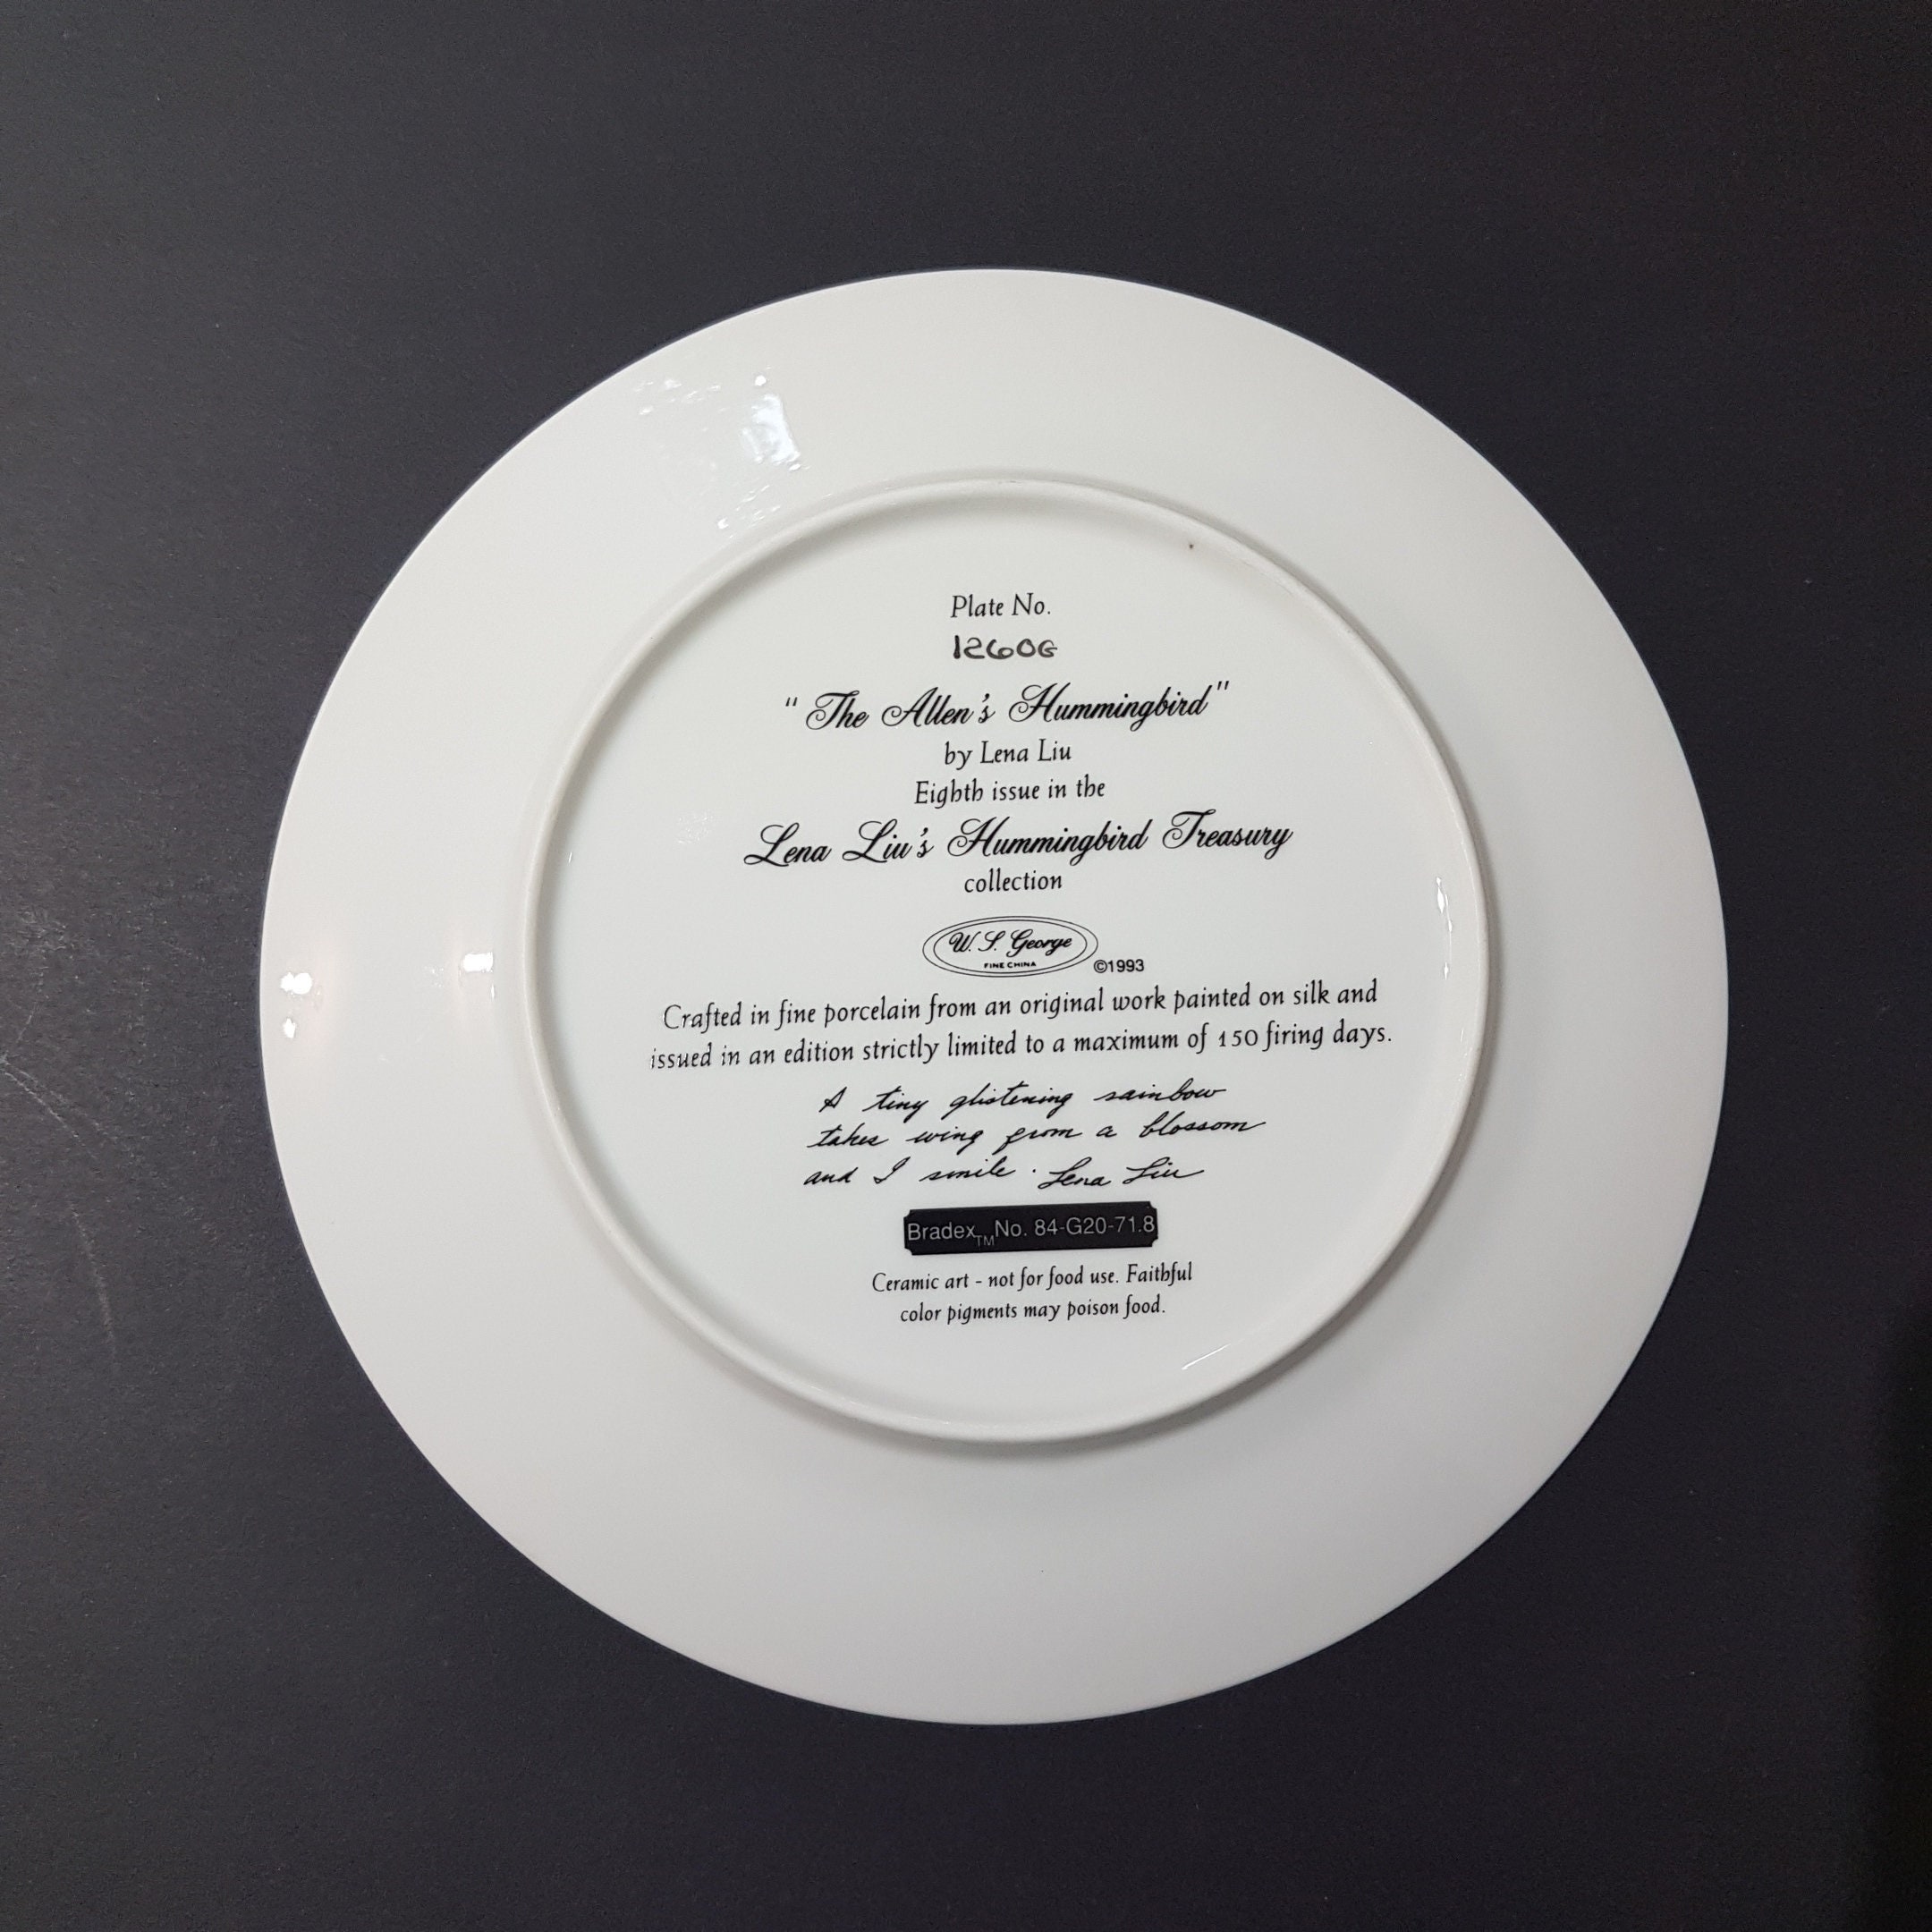 Plate No.
1260G
"The Allen's Hummingbird"
by Lena Liu
Eighth issue in the
Lena Liu's Hummingbird Treasury
collection
W. S. George
FINE CHINA
©1993
Crafted in fine porcelain from an original work painted on silk and
issued in an edition strictly limited to a maximum of 150 firing days.
A tiny glistening rainbow
takes wing from a blossom
and I smile · Lena Liu
Bradex™ No. 84-G20-71.8
Ceramic art - not for food use. Faithful
color pigments may poison food.